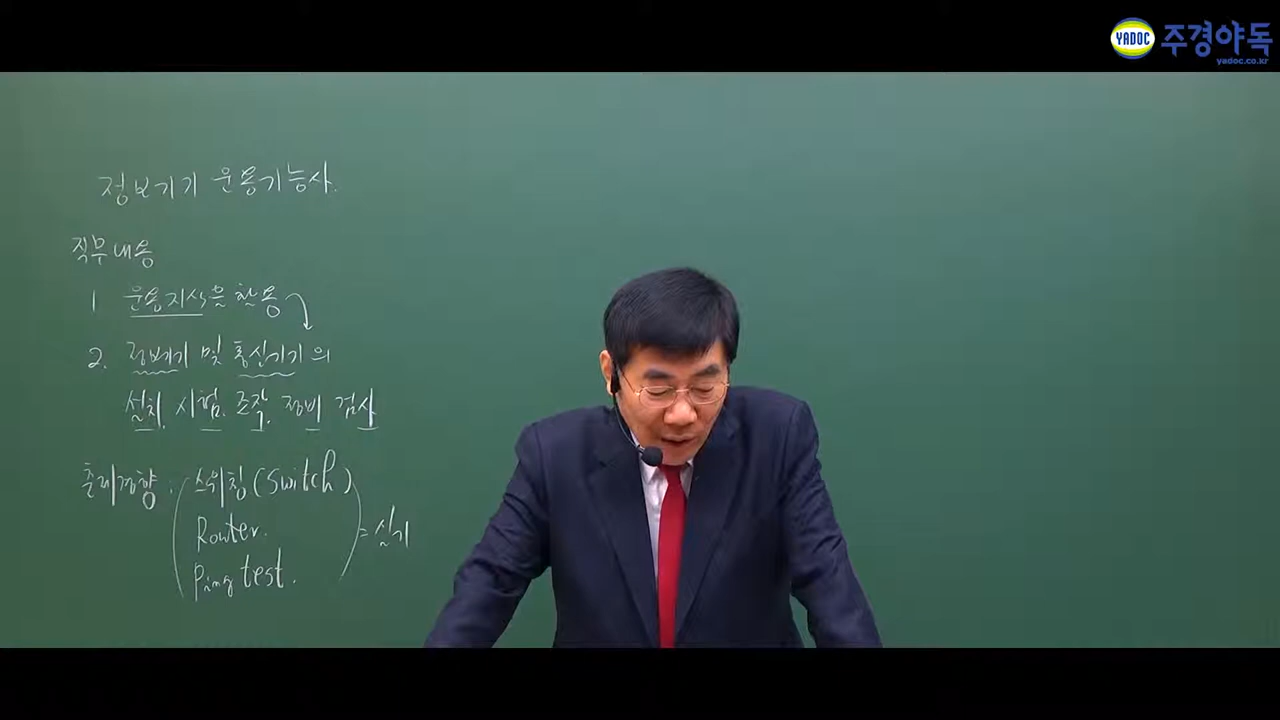 YADOC 주경야독
yadoc.co.kr
정보기기 운용기능사.
직무내용
1 운용지식을 활용
2. 정보기기 및 통신기기의
설치, 시험, 조작, 정비 검사
출제경향 : 스위칭 (Switch)
Router.
= 실기
Ping test.